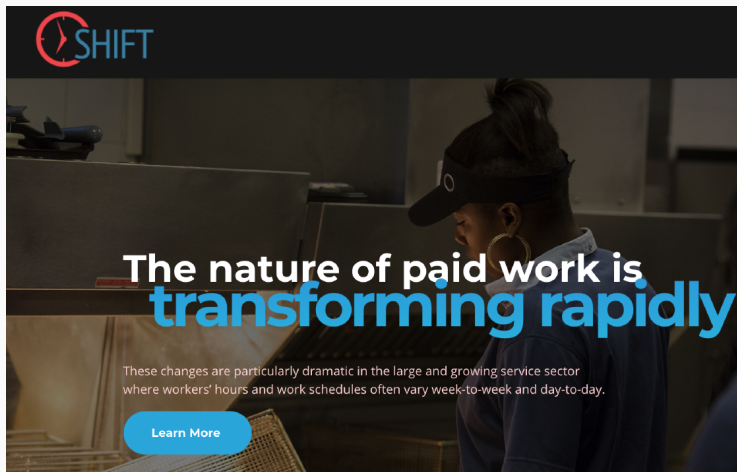 SHIFT
The nature of paid work is
transforming rapidly
These changes are particularly dramatic in the large and growing service sector
where workers' hours and work schedules often vary week-to-week and day-to-day.
Learn More